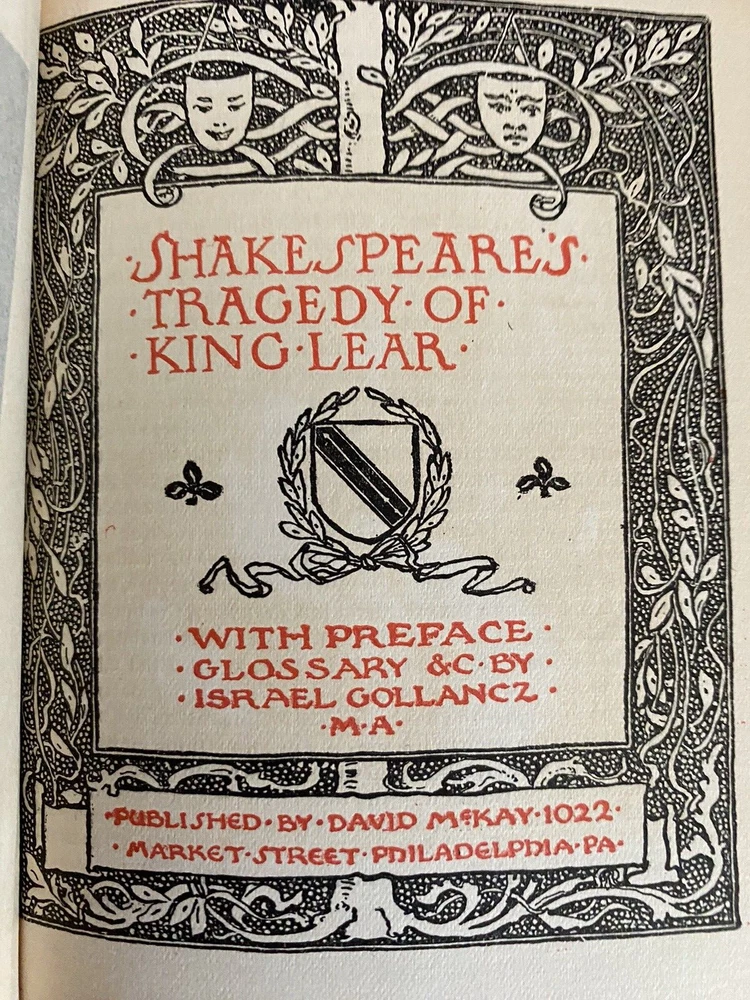 ·SHAKESPEARE'S·
·TRAGEDY·OF·
·KING·LEAR·
·WITH PREFACE·
·GLOSSARY &C·BY·
·ISRAEL GOLLANCZ·
·M·A·
·PUBLISHED·BY·DAVID McKAY·1022·
·MARKET·STREET·PHILADELPHIA·PA·